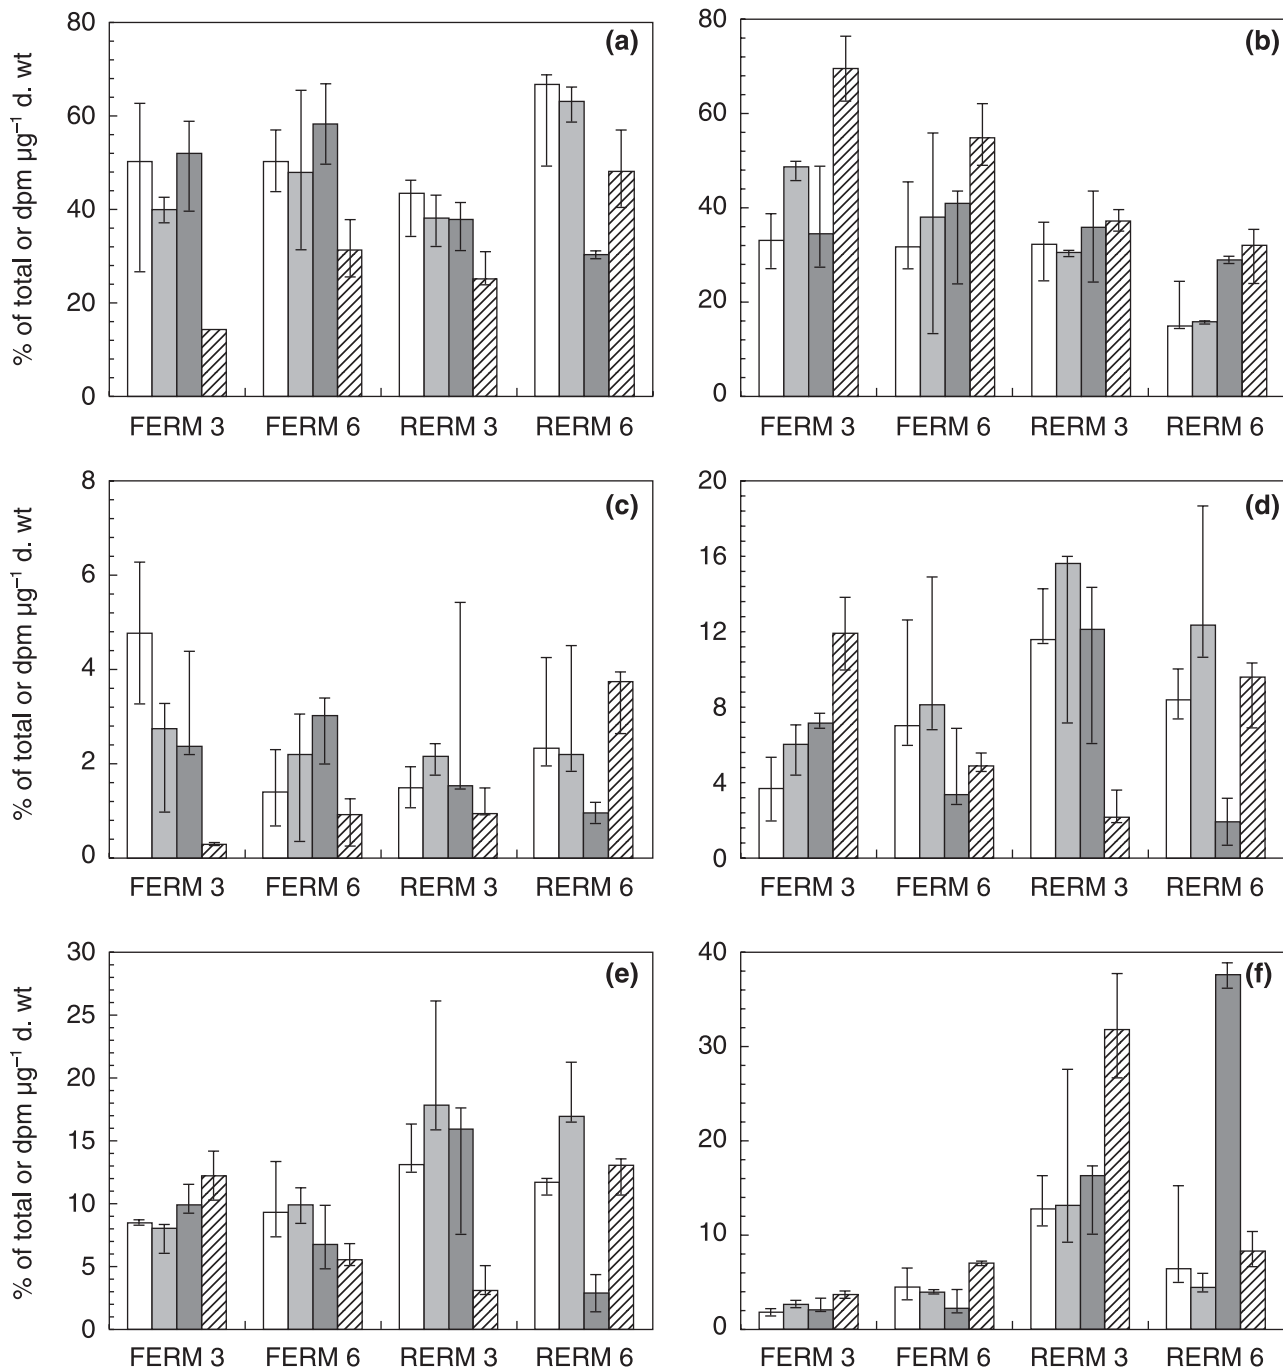 % of total or dpm µg⁻¹ d. wt
80
60
40
20
0
(a)
FERM 3 FERM 6 RERM 3 RERM 6
80
60
40
20
0
(b)
FERM 3 FERM 6 RERM 3 RERM 6
% of total or dpm µg⁻¹ d. wt
8
6
4
2
0
(c)
FERM 3 FERM 6 RERM 3 RERM 6
20
16
12
8
4
0
(d)
FERM 3 FERM 6 RERM 3 RERM 6
% of total or dpm µg⁻¹ d. wt
30
25
20
15
10
5
0
(e)
FERM 3 FERM 6 RERM 3 RERM 6
40
30
20
10
0
(f)
FERM 3 FERM 6 RERM 3 RERM 6